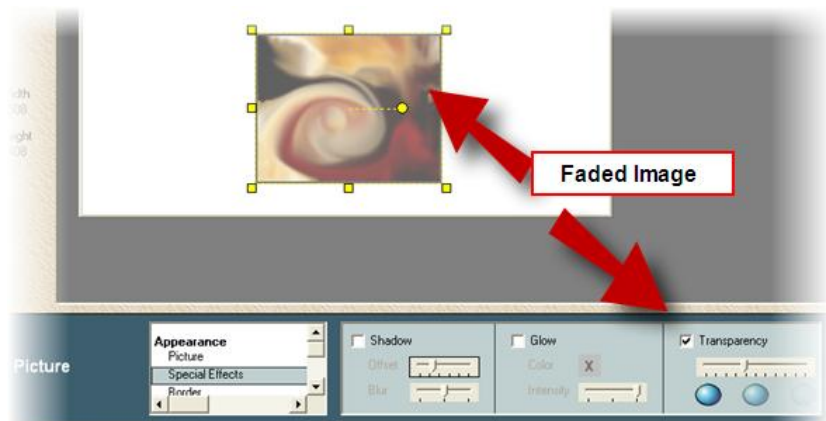 Faded Image
Picture
Appearance
Picture
Special Effects
Border
Shadow
Offset
Blur
Glow
Color X
Intensity
Transparency